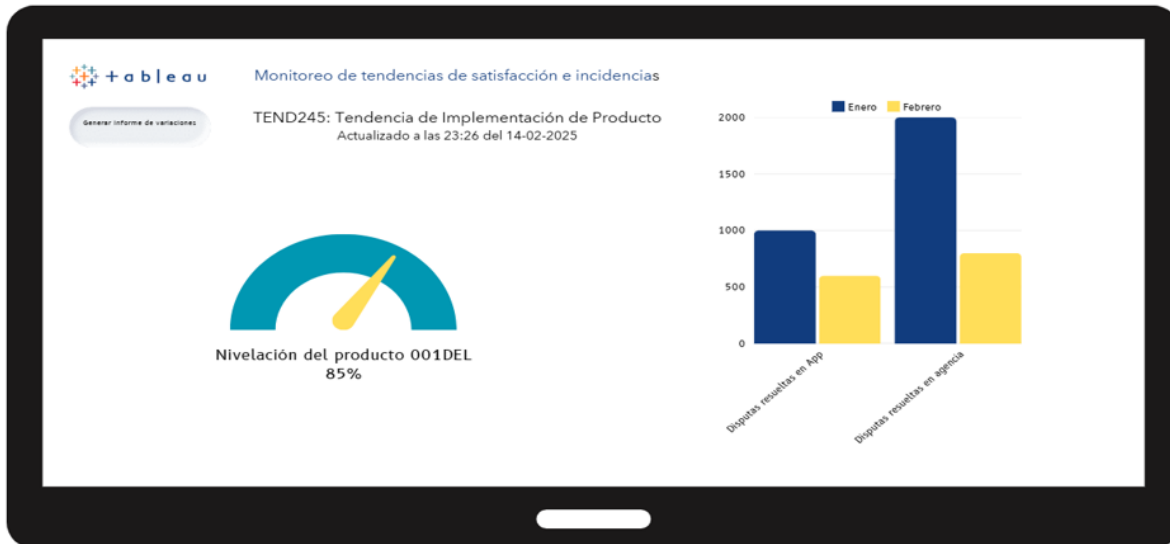 + a b | e a u
Monitoreo de tendencias de satisfacción e incidencias
Generar Informe de variaciones
TEND245: Tendencia de Implementación de Producto
Actualizado a las 23:26 del 14-02-2025
Nivelación del producto 001DEL
85%
Enero Febrero
2000
1500
1000
500
0
Disputas resueltas en App
Disputas resueltas en agencia